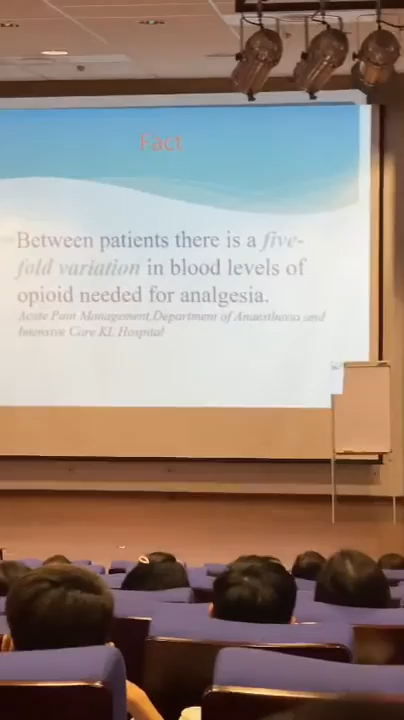 Fact
Between patients there is a five-
fold variation in blood levels of
opioid needed for analgesia.
Acute Pain Management,Department of Anaesthesia and
Intensive Care KL Hospital